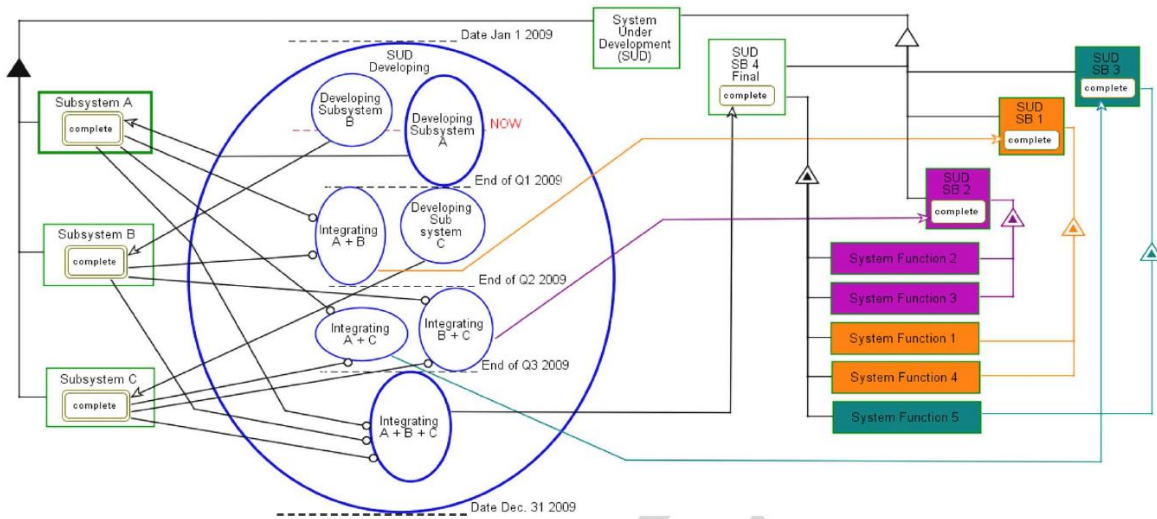 System
Under
Development
(SUD)
Date Jan 1 2009
SUD
Developing
SUD
SB 4
Final
complete
SUD
SB 3
complete
Subsystem A
complete
Developing
Subsystem
B
Developing
Subsystem
A
NOW
SUD
SB 1
complete
End of Q1 2009
SUD
SB 2
complete
Integrating
A + B
Developing
Sub
system
C
Subsystem B
complete
System Function 2
End of Q2 2009
System Function 3
Integrating
A + C
Integrating
B + C
System Function 1
End of Q3 2009
Subsystem C
complete
System Function 4
Integrating
A + B + C
System Function 5
Date Dec. 31 2009